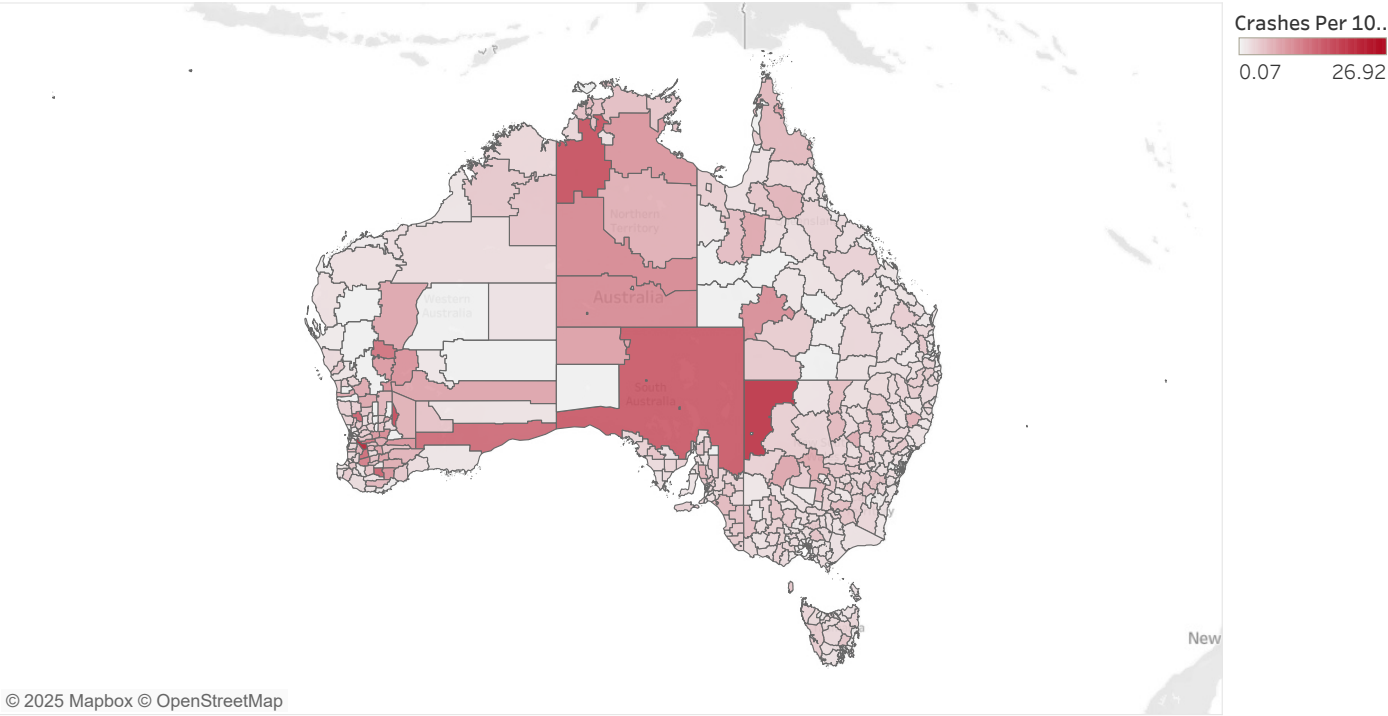 Crashes Per 10..
0.07 26.92
Northern
Territory
Western
Australia
Australia
South
Australia
New
© 2025 Mapbox © OpenStreetMap